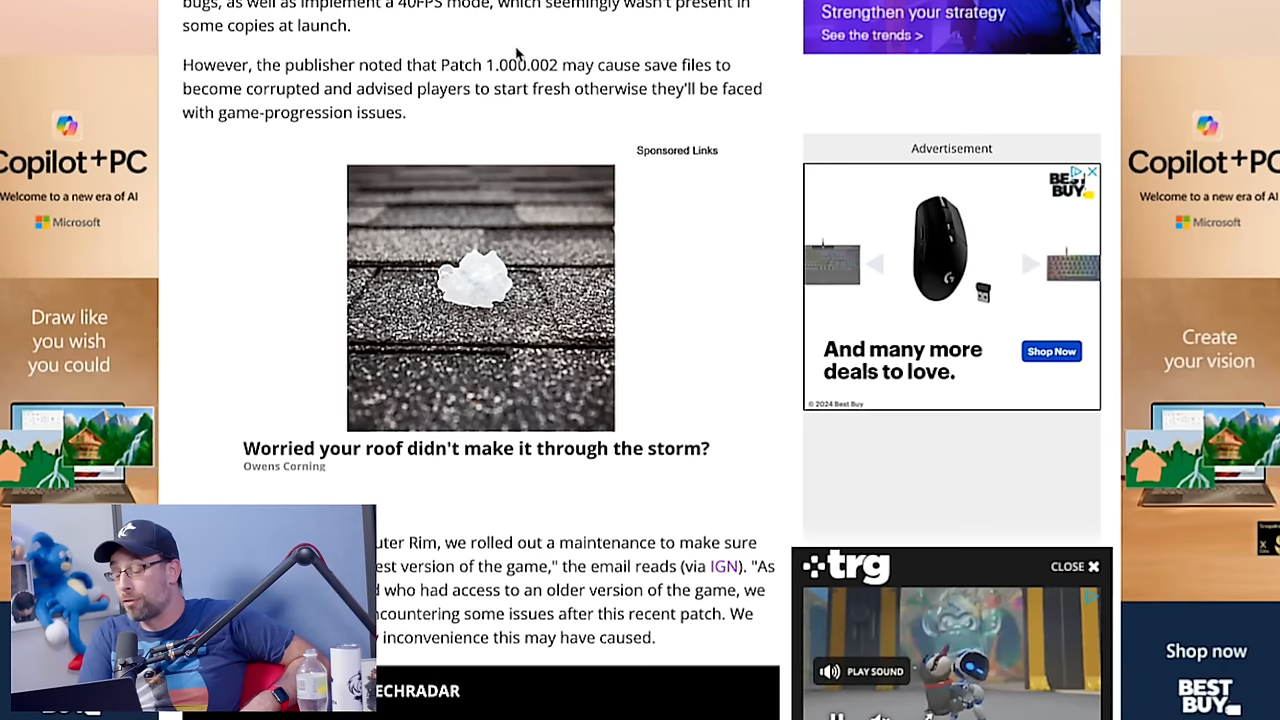 bugs, as well as implement a 40FPS mode, which seemingly wasn't present in
some copies at launch.
However, the publisher noted that Patch 1.000.002 may cause save files to
become corrupted and advised players to start fresh otherwise they'll be faced
with game-progression issues.
Sponsored Links
Worried your roof didn't make it through the storm?
Owens Corning
uter Rim, we rolled out a maintenance to make sure
est version of the game," the email reads (via IGN). "As
who had access to an older version of the game, we
ncountering some issues after this recent patch. We
inconvenience this may have caused.
ECHRADAR
Strengthen your strategy
See the trends >
Advertisement
BEST
BUY
G
And many more
deals to love.
Shop Now
© 2024 Best Buy
trg
CLOSE
PLAY SOUND
Copilot+PC
Welcome to a new era of AI
Microsoft
Draw like
you wish
you could
Copilot+PC
Welcome to a new era of AI
Microsoft
Create
your vision
Shop now
BEST
BUY